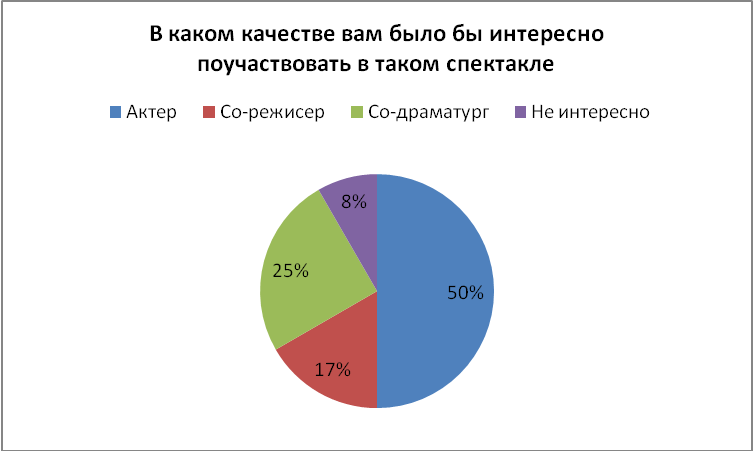 В каком качестве вам было бы интересно
поучаствовать в таком спектакле
Актер Со-режисер Со-драматург Не интересно
8%
25%
50%
17%